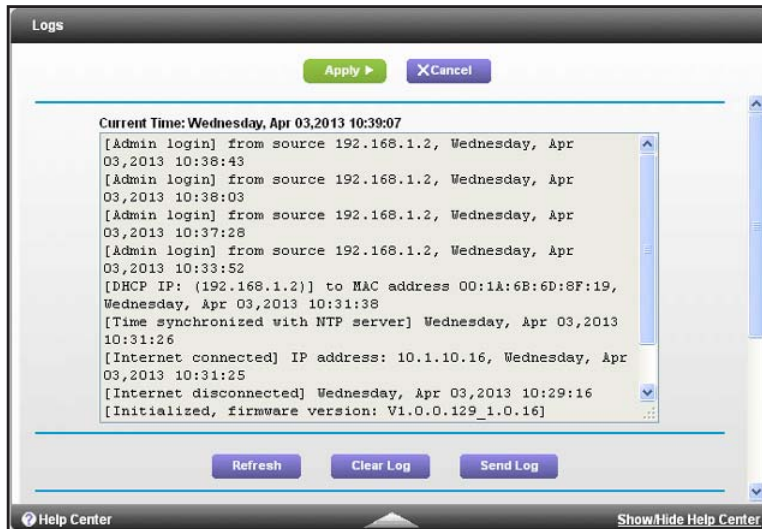 Logs
Apply ▶
X Cancel
Current Time: Wednesday, Apr 03,2013 10:39:07
[Admin login] from source 192.168.1.2, Wednesday, Apr
03,2013 10:38:43
[Admin login] from source 192.168.1.2, Wednesday, Apr
03,2013 10:38:03
[Admin login] from source 192.168.1.2, Wednesday, Apr
03,2013 10:37:28
[Admin login] from source 192.168.1.2, Wednesday, Apr
03,2013 10:33:52
[DHCP IP: (192.168.1.2)] to MAC address 00:1A:6B:6D:8F:19,
Wednesday, Apr 03,2013 10:31:38
[Time synchronized with NTP server] Wednesday, Apr 03,2013
10:31:26
[Internet connected] IP address: 10.1.10.16, Wednesday, Apr
03,2013 10:31:25
[Internet disconnected] Wednesday, Apr 03,2013 10:29:16
[Initialized, firmware version: V1.0.0.129_1.0.16]
Refresh
Clear Log
Send Log
? Help Center
Show/Hide Help Center